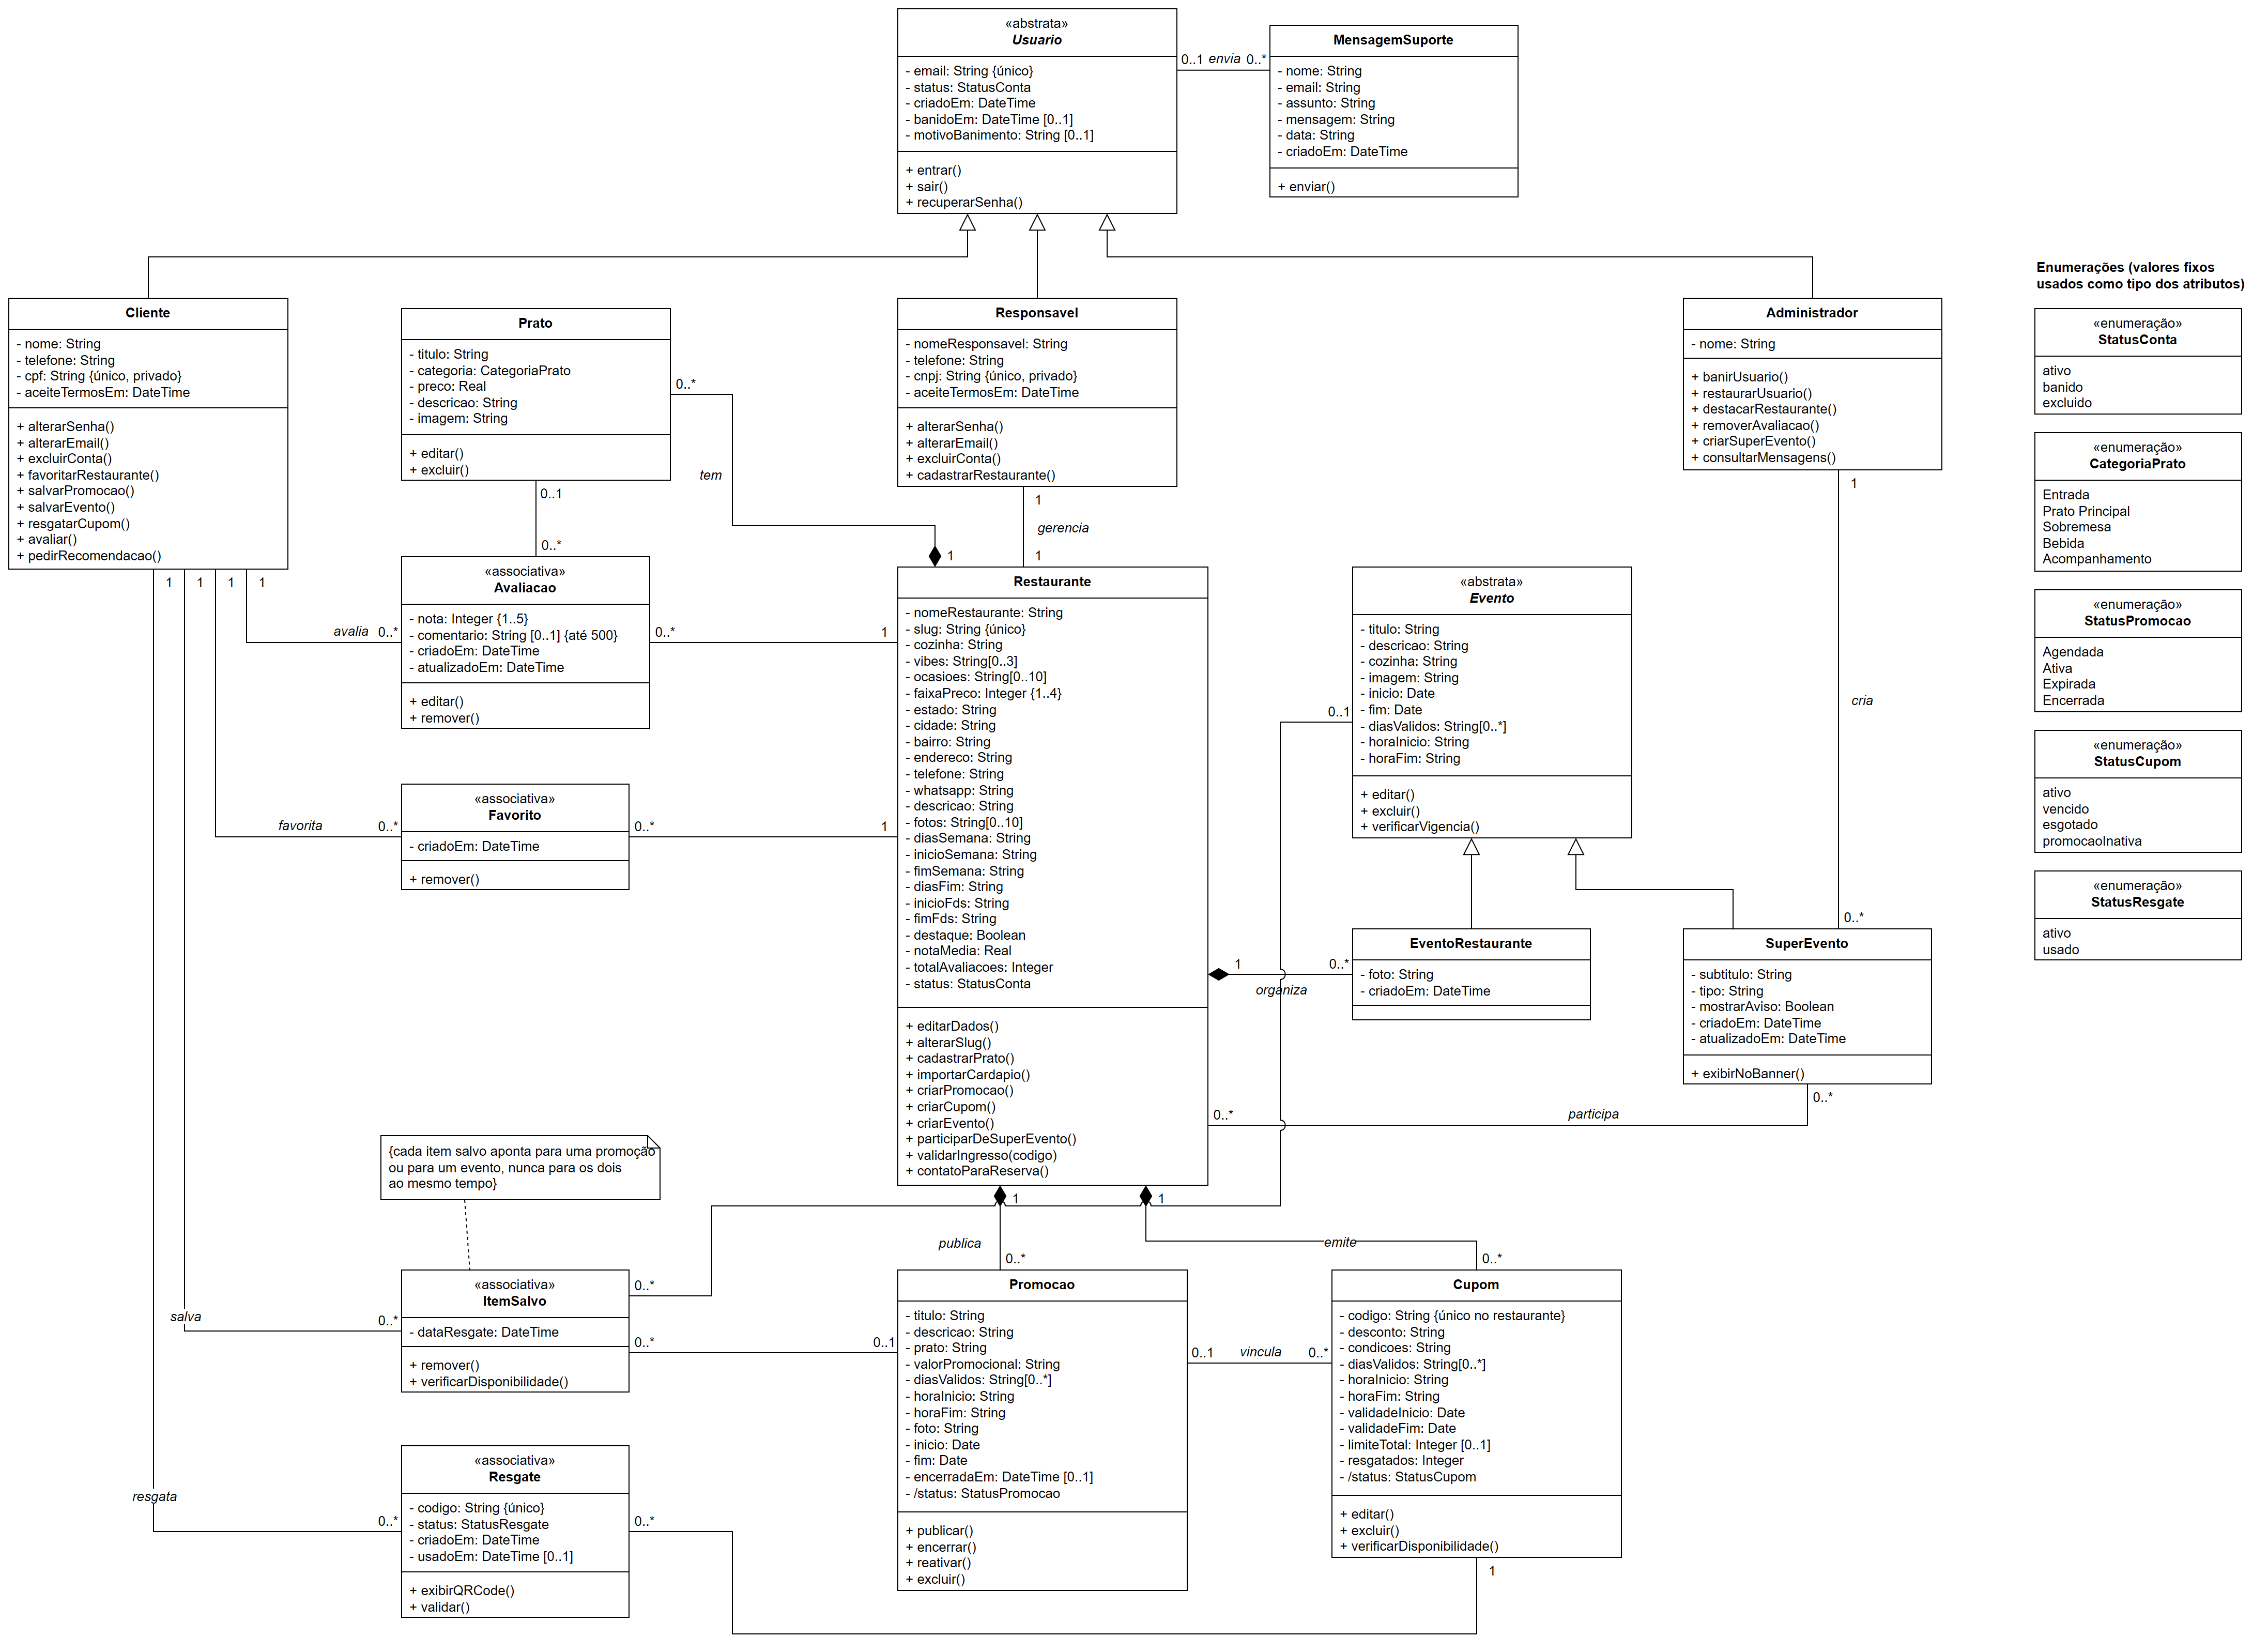 «abstrata»
Usuario
- email: String {único}
- status: StatusConta
- criadoEm: DateTime
- banidoEm: DateTime [0..1]
- motivoBanimento: String [0..1]
+ entrar()
+ sair()
+ recuperarSenha()
0..1 envia 0..*
MensagemSuporte
- nome: String
- email: String
- assunto: String
- mensagem: String
- data: String
- criadoEm: DateTime
+ enviar()
Cliente
- nome: String
- telefone: String
- cpf: String {único, privado}
- aceiteTermosEm: DateTime
+ alterarSenha()
+ alterarEmail()
+ excluirConta()
+ favoritarRestaurante()
+ salvarPromocao()
+ salvarEvento()
+ resgatarCupom()
+ avaliar()
+ pedirRecomendacao()
1
1
1
1
Prato
- titulo: String
- categoria: CategoriaPrato
- preco: Real
- descricao: String
- imagem: String
+ editar()
+ excluir()
0..*
tem
1
0..1
0..*
Responsavel
- nomeResponsavel: String
- telefone: String
- cnpj: String {único, privado}
- aceiteTermosEm: DateTime
+ alterarSenha()
+ alterarEmail()
+ excluirConta()
+ cadastrarRestaurante()
1
gerencia
1
Administrador
- nome: String
+ banirUsuario()
+ restaurarUsuario()
+ destacarRestaurante()
+ removerAvaliacao()
+ criarSuperEvento()
+ consultarMensagens()
1
cria
0..*
Enumerações (valores fixos
usados como tipo dos atributos)
«enumeração»
StatusConta
ativo
banido
excluido
«enumeração»
CategoriaPrato
Entrada
Prato Principal
Sobremesa
Bebida
Acompanhamento
«enumeração»
StatusPromocao
Agendada
Ativa
Expirada
Encerrada
«enumeração»
StatusCupom
ativo
vencido
esgotado
promocaoInativa
«enumeração»
StatusResgate
ativo
usado
«associativa»
Avaliacao
- nota: Integer {1..5}
- comentario: String [0..1] {até 500}
- criadoEm: DateTime
- atualizadoEm: DateTime
+ editar()
+ remover()
avalia 0..*
0..*
1
«associativa»
Favorito
- criadoEm: DateTime
+ remover()
favorita 0..*
0..*
1
Restaurante
- nomeRestaurante: String
- slug: String {único}
- cozinha: String
- vibes: String[0..3]
- ocasioes: String[0..10]
- faixaPreco: Integer {1..4}
- estado: String
- cidade: String
- bairro: String
- endereco: String
- telefone: String
- whatsapp: String
- descricao: String
- fotos: String[0..10]
- diasSemana: String
- inicioSemana: String
- fimSemana: String
- diasFim: String
- inicioFds: String
- fimFds: String
- destaque: Boolean
- notaMedia: Real
- totalAvaliacoes: Integer
- status: StatusConta
+ editarDados()
+ alterarSlug()
+ cadastrarPrato()
+ importarCardapio()
+ criarPromocao()
+ criarCupom()
+ criarEvento()
+ participarDeSuperEvento()
+ validarIngresso(codigo)
+ contatoParaReserva()
«abstrata»
Evento
- titulo: String
- descricao: String
- cozinha: String
- imagem: String
- inicio: Date
- fim: Date
- diasValidos: String[0..*]
- horaInicio: String
- horaFim: String
+ editar()
+ excluir()
+ verificarVigencia()
0..1
EventoRestaurante
- foto: String
- criadoEm: DateTime
1
0..*
organiza
SuperEvento
- subtitulo: String
- tipo: String
- mostrarAviso: Boolean
- criadoEm: DateTime
- atualizadoEm: DateTime
+ exibirNoBanner()
0..*
participa
0..*
{cada item salvo aponta para uma promoção
ou para um evento, nunca para os dois
ao mesmo tempo}
«associativa»
ItemSalvo
- dataResgate: DateTime
+ remover()
+ verificarDisponibilidade()
salva
0..*
0..*
0..*
0..1
1
publica
0..*
1
emite
0..*
Promocao
- titulo: String
- descricao: String
- prato: String
- valorPromocional: String
- diasValidos: String[0..*]
- horaInicio: String
- horaFim: String
- foto: String
- inicio: Date
- fim: Date
- encerradaEm: DateTime [0..1]
- /status: StatusPromocao
+ publicar()
+ encerrar()
+ reativar()
+ excluir()
0..1 vincula 0..*
Cupom
- codigo: String {único no restaurante}
- desconto: String
- condicoes: String
- diasValidos: String[0..*]
- horaInicio: String
- horaFim: String
- validadeInicio: Date
- validadeFim: Date
- limiteTotal: Integer [0..1]
- resgatados: Integer
- /status: StatusCupom
+ editar()
+ excluir()
+ verificarDisponibilidade()
1
«associativa»
Resgate
- codigo: String {único}
- status: StatusResgate
- criadoEm: DateTime
- usadoEm: DateTime [0..1]
+ exibirQRCode()
+ validar()
resgata
0..*
0..*